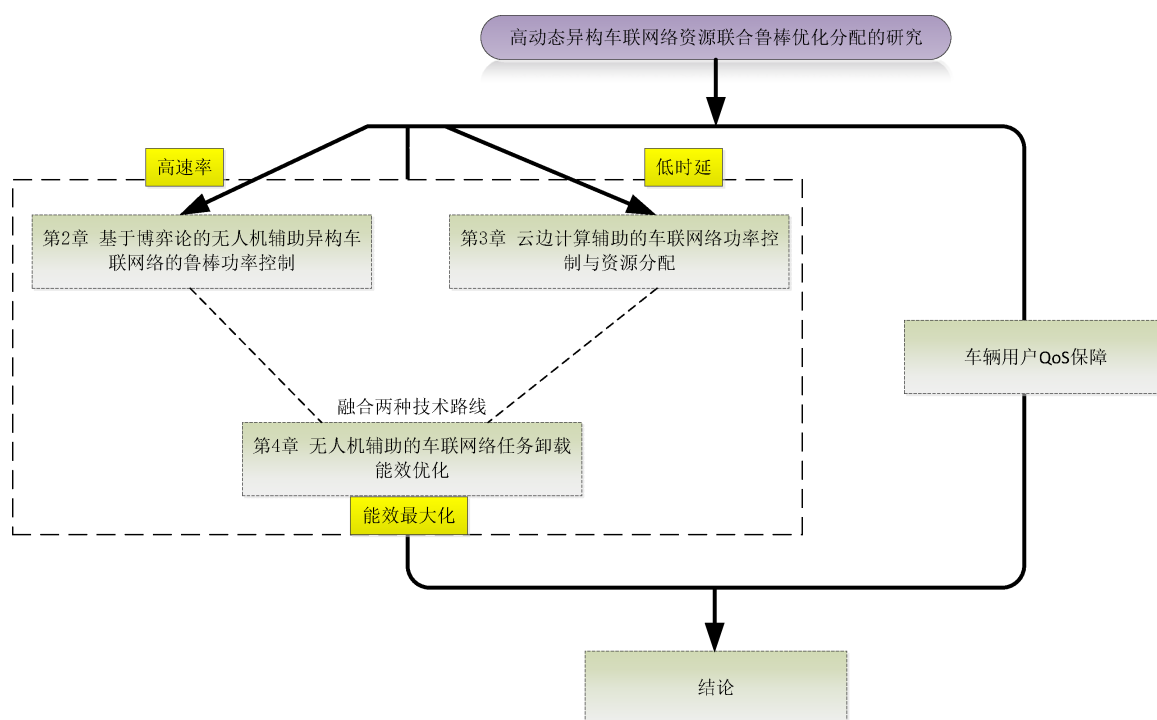 高动态异构车联网络资源联合鲁棒优化分配的研究
高速率
低时延
第2章 基于博弈论的无人机辅助异构车
联网络的鲁棒功率控制
第3章 云边计算辅助的车联网络功率控
制与资源分配
车辆用户QoS保障
融合两种技术路线
第4章 无人机辅助的车联网络任务卸载
能效优化
能效最大化
结论